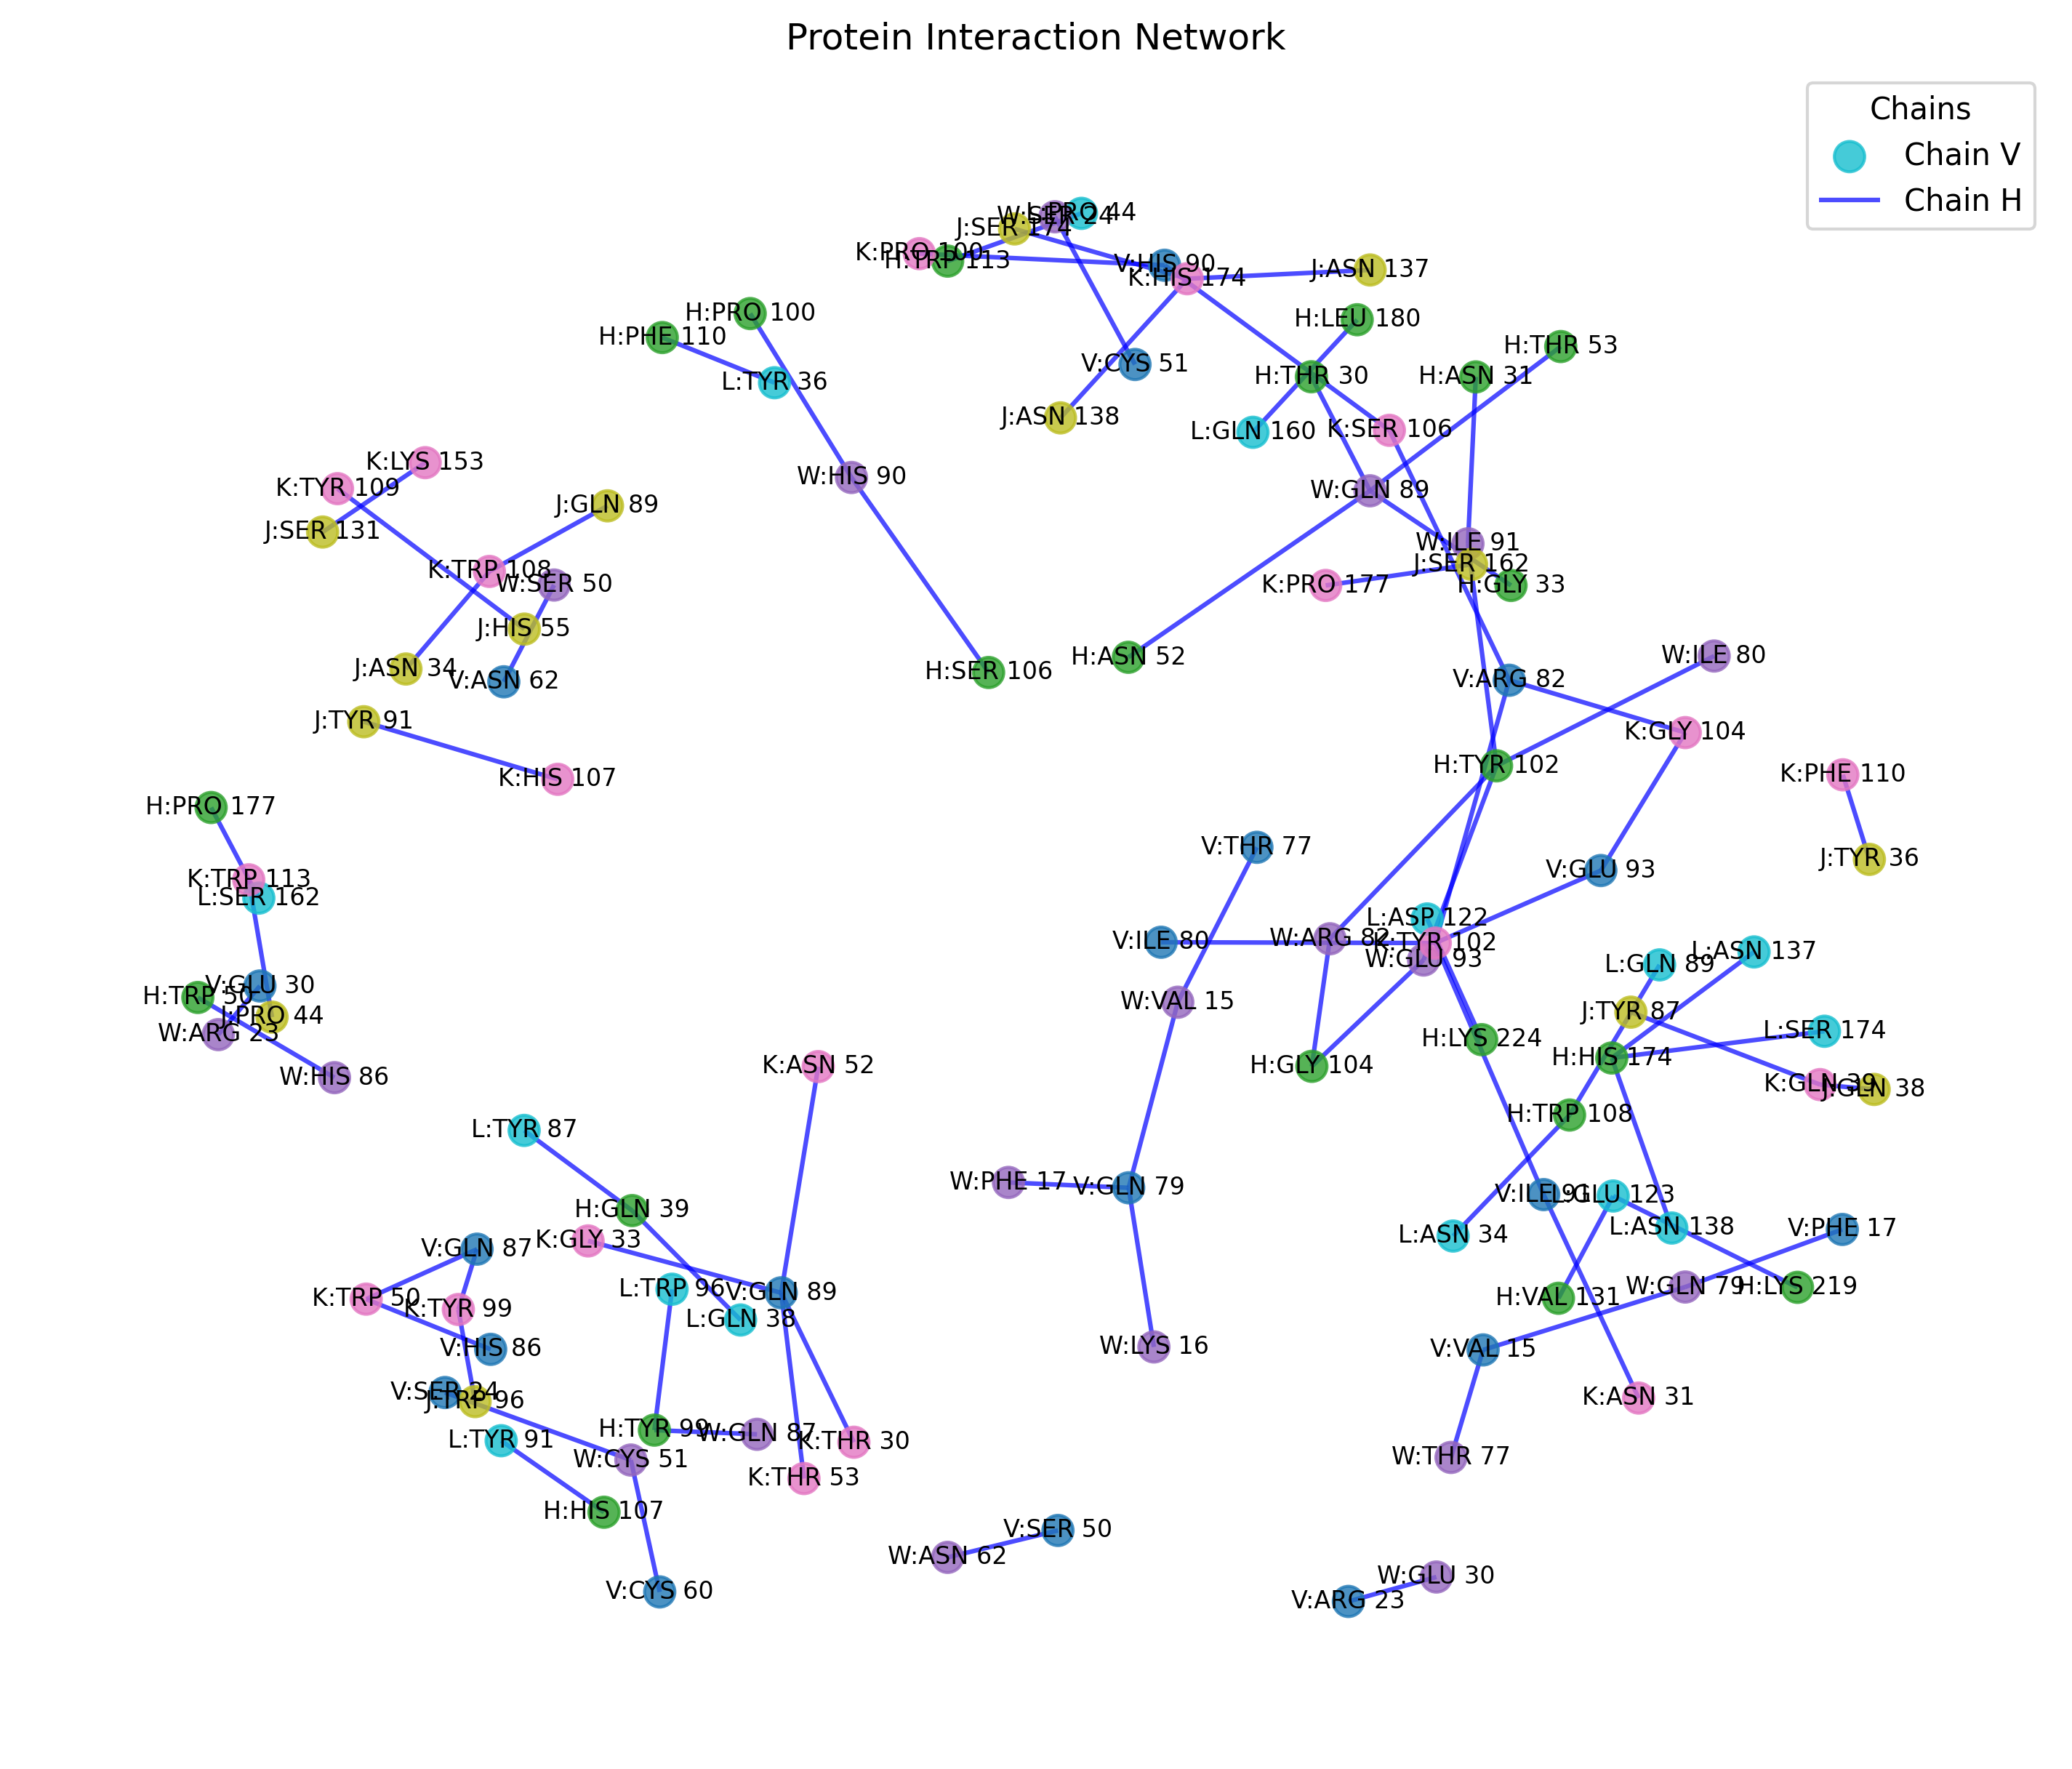 Protein Interaction Network
Chains
Chain V
Chain H
W:SER 24
L:PRO 44
J:SER 174
K:PRO 100
H:TRP 113
V:HIS 90
K:HIS 174
J:ASN 137
H:PRO 100
H:LEU 180
H:PHE 110
H:THR 53
V:CYS 51
L:TYR 36
H:THR 30
H:ASN 31
J:ASN 138
L:GLN 160
K:SER 106
K:LYS 153
W:HIS 90
K:TYR 109
W:GLN 89
J:GLN 89
J:SER 131
W:ILE 91
J:SER 162
K:TRP 108
W:SER 50
K:PRO 177
H:GLY 33
J:HIS 55
H:ASN 52
W:ILE 80
J:ASN 34
H:SER 106
V:ASN 62
V:ARG 82
J:TYR 91
K:GLY 104
H:TYR 102
K:HIS 107
K:PHE 110
H:PRO 177
V:THR 77
J:TYR 36
V:GLU 93
K:TRP 113
L:SER 162
L:ASP 122
V:ILE 80
W:ARG 82
K:TYR 102
W:GLU 93
L:ASN 137
L:GLN 89
V:GLU 30
H:TRP 50
W:VAL 15
J:TYR 87
J:PRO 44
W:ARG 23
L:SER 174
H:LYS 224
H:HIS 174
K:ASN 52
H:GLY 104
W:HIS 86
K:GLN 39
J:GLN 38
H:TRP 108
L:TYR 87
W:PHE 17
V:GLN 79
V:ILE 91
L:GLU 123
H:GLN 39
L:ASN 138
V:PHE 17
L:ASN 34
K:GLY 33
V:GLN 87
L:TRP 96
V:GLN 89
W:GLN 79
H:LYS 219
K:TRP 50
H:VAL 131
K:TYR 99
L:GLN 38
W:LYS 16
V:HIS 86
V:VAL 15
V:SER 24
K:ASN 31
J:TRP 96
H:TYR 99
W:GLN 87
L:TYR 91
K:THR 30
W:CYS 51
W:THR 77
K:THR 53
H:HIS 107
V:SER 50
W:ASN 62
W:GLU 30
V:CYS 60
V:ARG 23